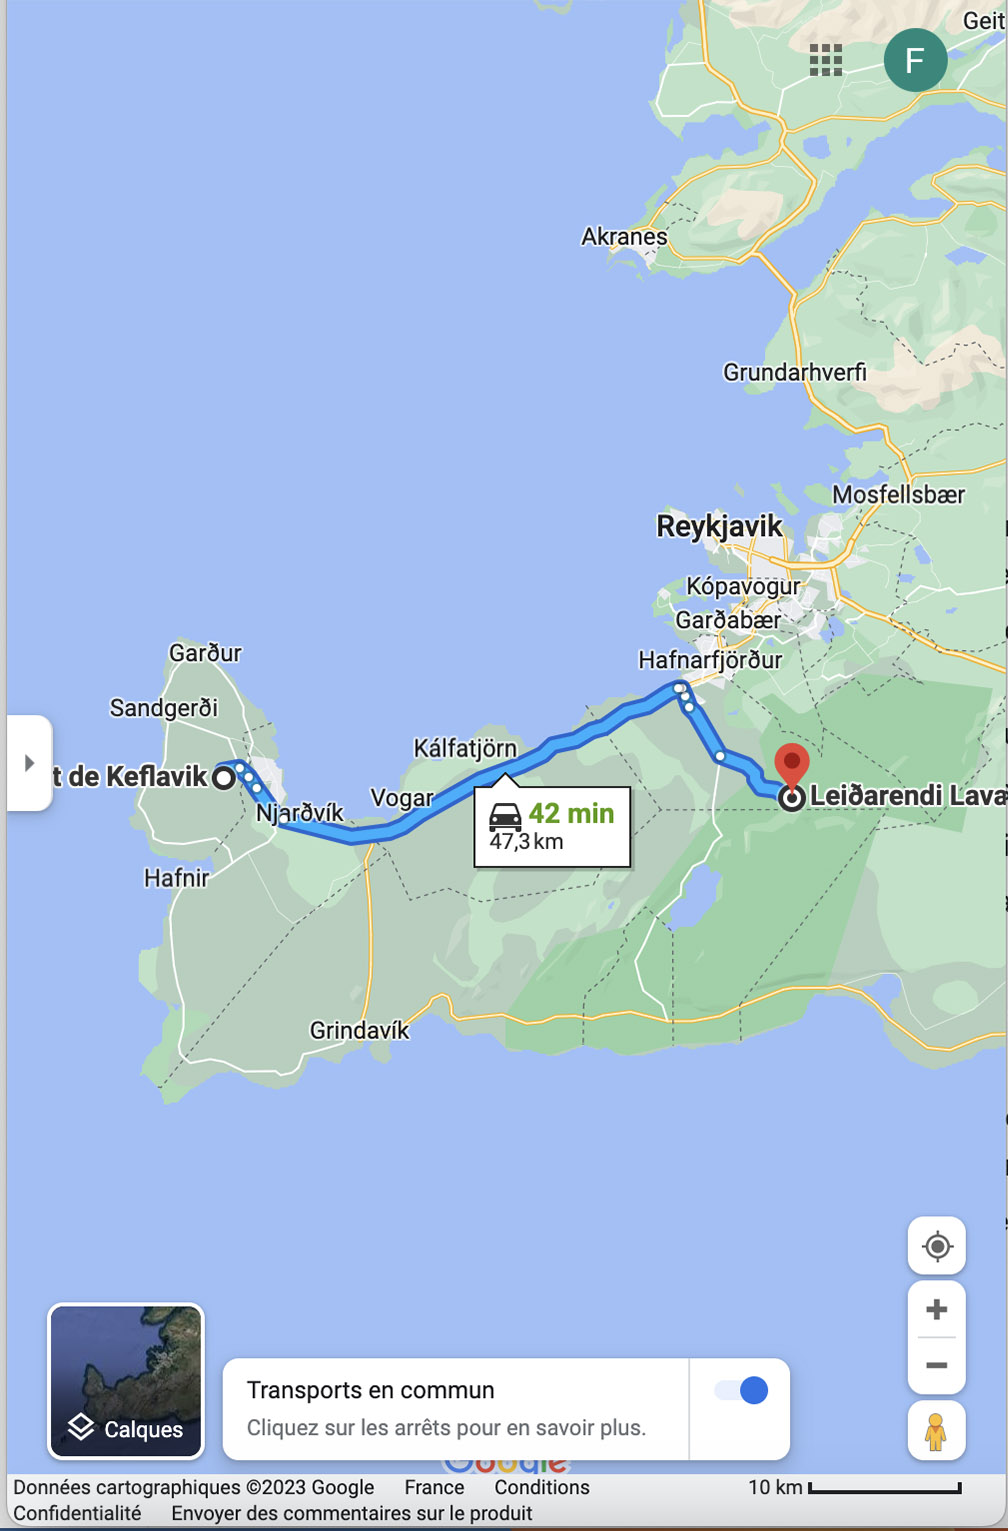 Geit
F
Akranes
Grundarhverfi
Mosfellsbær
Reykjavik
Kópavogur
Garðabær
Hafnarfjörður
Garður
Sandgerði
Kálfatjörn
t de Keflavik
Vogar
Leiðarendi Lava
Njarðvík
42 min
47,3 km
Hafnir
Grindavík
Transports en commun
Cliquez sur les arrêts pour en savoir plus.
Calques
Google
Données cartographiques ©2023 Google France Conditions 10 km
Confidentialité Envoyer des commentaires sur le produit